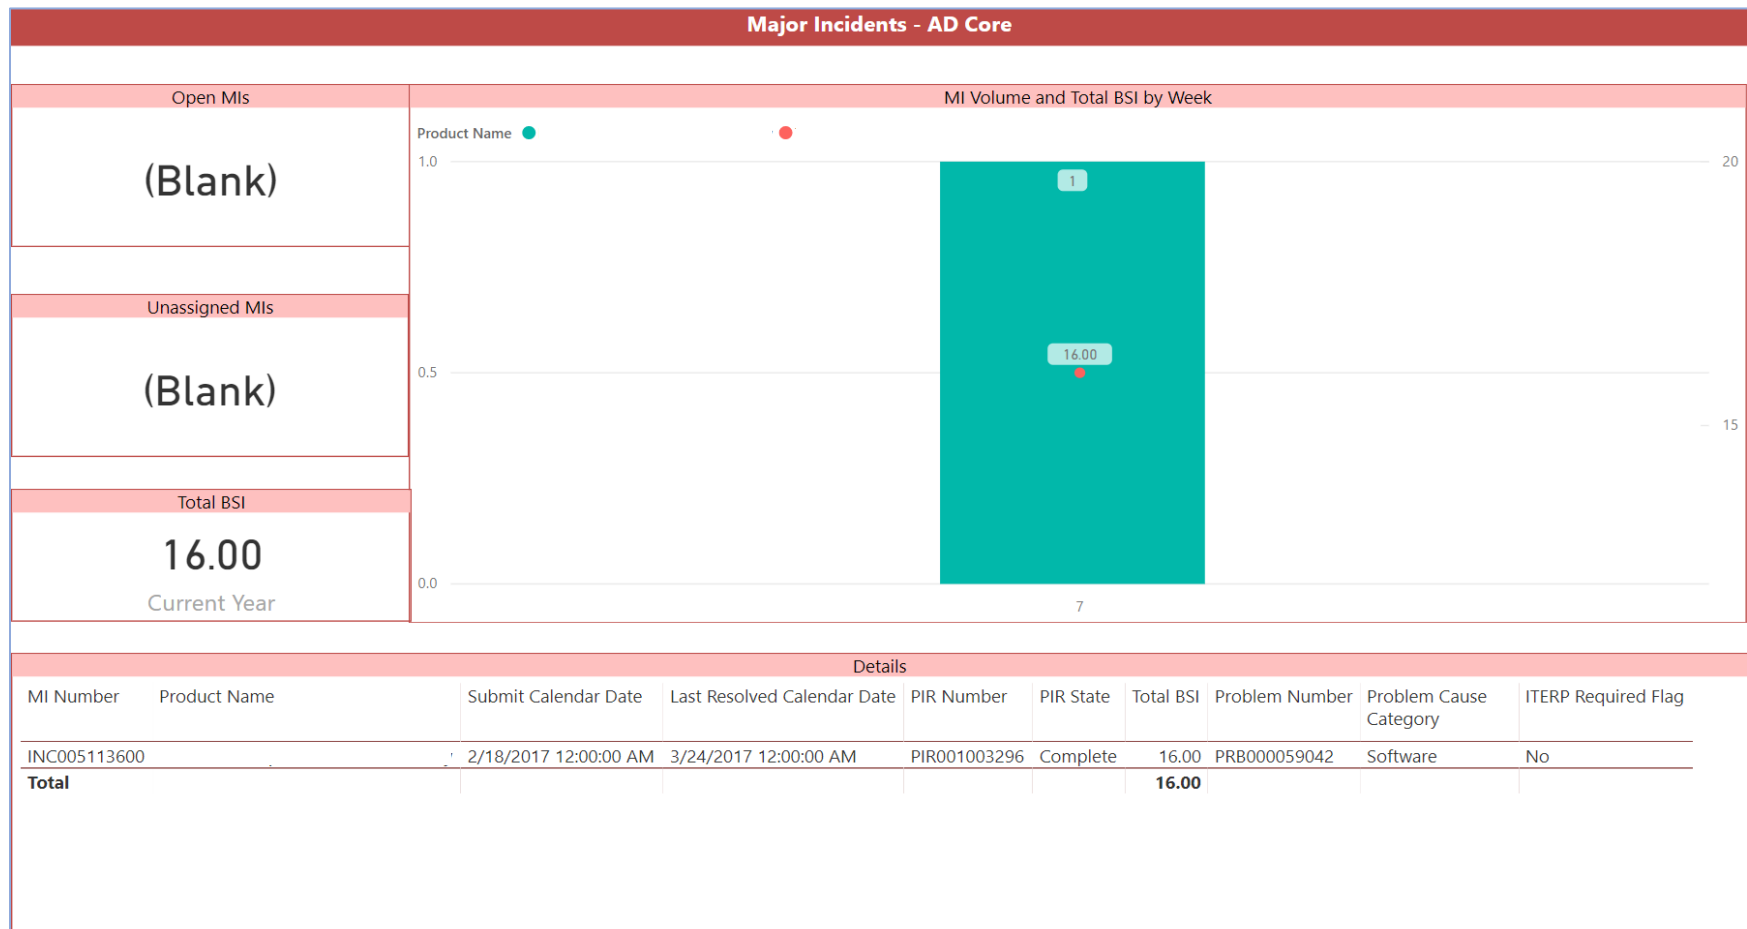 Major Incidents - AD Core
Open MIs
(Blank)
Unassigned MIs
(Blank)
Total BSI
16.00
Current Year
MI Volume and Total BSI by Week
Product Name
1.0
0.5
0.0
20
15
1
16.00
7
Details
MI Number Product Name Submit Calendar Date Last Resolved Calendar Date PIR Number PIR State Total BSI Problem Number Problem Cause Category ITERP Required Flag
INC005113600 2/18/2017 12:00:00 AM 3/24/2017 12:00:00 AM PIR001003296 Complete 16.00 PRB000059042 Software No
Total 16.00